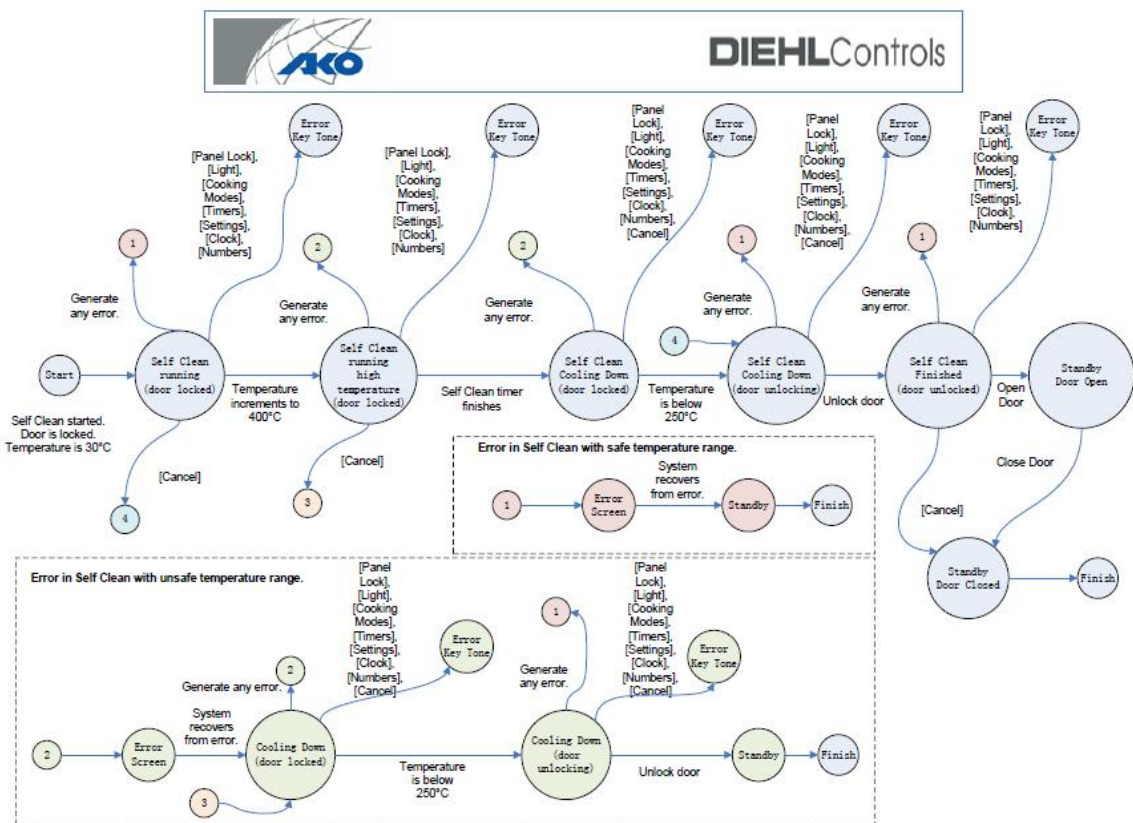 AKO
DIEHL Controls
Error
Key Tone
Error
Key Tone
Error
Key Tone
Error
Key Tone
Error
Key Tone
[Panel Lock],
[Light],
[Cooking
Modes],
[Timers],
[Settings],
[Clock],
[Numbers]
[Panel Lock],
[Light],
[Cooking
Modes],
[Timers],
[Settings],
[Clock],
[Numbers]
[Panel
Lock],
[Light],
[Cooking
Modes],
[Timers],
[Settings],
[Clock],
[Numbers],
[Cancel]
[Panel
Lock],
[Light],
[Cooking
Modes],
[Timers],
[Settings],
[Clock],
[Numbers],
[Cancel]
[Panel
Lock],
[Light],
[Cooking
Modes],
[Timers],
[Settings],
[Clock],
[Numbers]
1
2
2
1
1
Generate
any error.
Generate
any error.
Generate
any error.
Generate
any error.
Generate
any error.
4
Start
Self Clean
running
(door locked)
Self Clean
running
high
temperature
(door locked)
Self Clean
Cooling Down
(door locked)
Self Clean
Cooling Down
(door unlocking)
Self Clean
Finished
(door unlocked)
Standby
Door Open
Temperature
increments to
400°C
Self Clean timer
finishes
Temperature
is below
250°C
Unlock door
Open
Door
Self Clean started.
Door is locked.
Temperature is 30°C
[Cancel]
4
[Cancel]
3
Close Door
[Cancel]
Standby
Door Closed
Finish
Error in Self Clean with safe temperature range.
1
Error
Screen
System
recovers
from error.
Standby
Finish
Error in Self Clean with unsafe temperature range.
[Panel
Lock],
[Light],
[Cooking
Modes],
[Timers],
[Settings],
[Clock],
[Numbers],
[Cancel]
Error
Key Tone
1
[Panel
Lock],
[Light],
[Cooking
Modes],
[Timers],
[Settings],
[Clock],
[Numbers],
[Cancel]
Error
Key Tone
2
Generate any error.
Generate
any error.
2
Error
Screen
System
recovers
from error.
Cooling Down
(door locked)
Temperature
is below
250°C
Cooling Down
(door
unlocking)
Unlock door
Standby
Finish
3